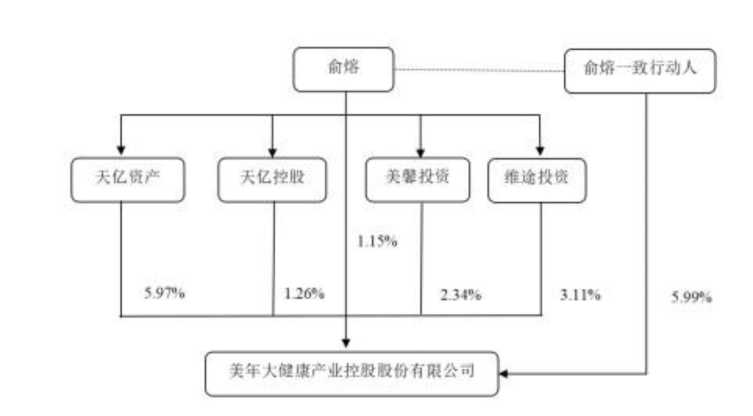 俞熔
俞熔一致行动人
天亿资产
天亿控股
美馨投资
维途投资
1.15%
5.97%
1.26%
2.34%
3.11%
5.99%
美年大健康产业控股股份有限公司